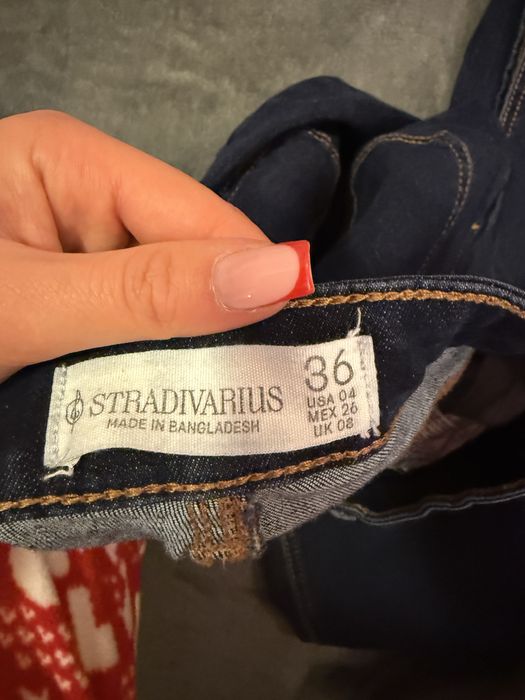 STRADIVARIUS
MADE IN BANGLADESH
36
USA 04
MEX 26
UK 08